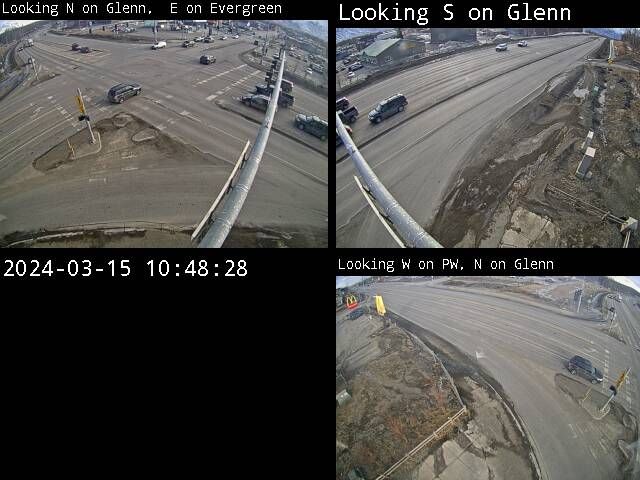 Looking N on Glenn,  E on Evergreen
Looking S on Glenn
2024-03-15 10:48:28
Looking W on PW, N on Glenn